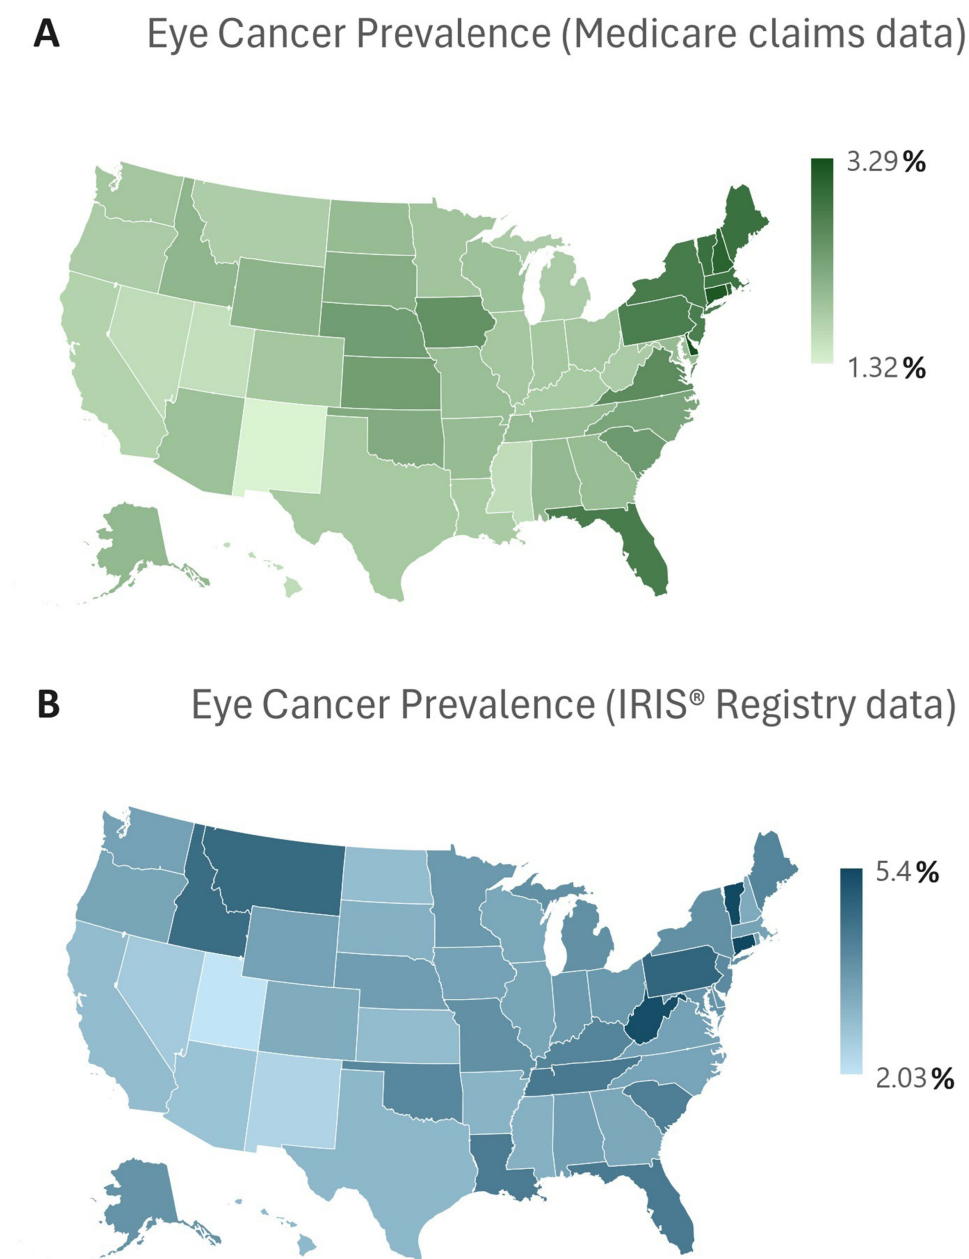 A
Eye Cancer Prevalence (Medicare claims data)
3.29%
1.32%
B
Eye Cancer Prevalence (IRIS® Registry data)
5.4%
2.03%